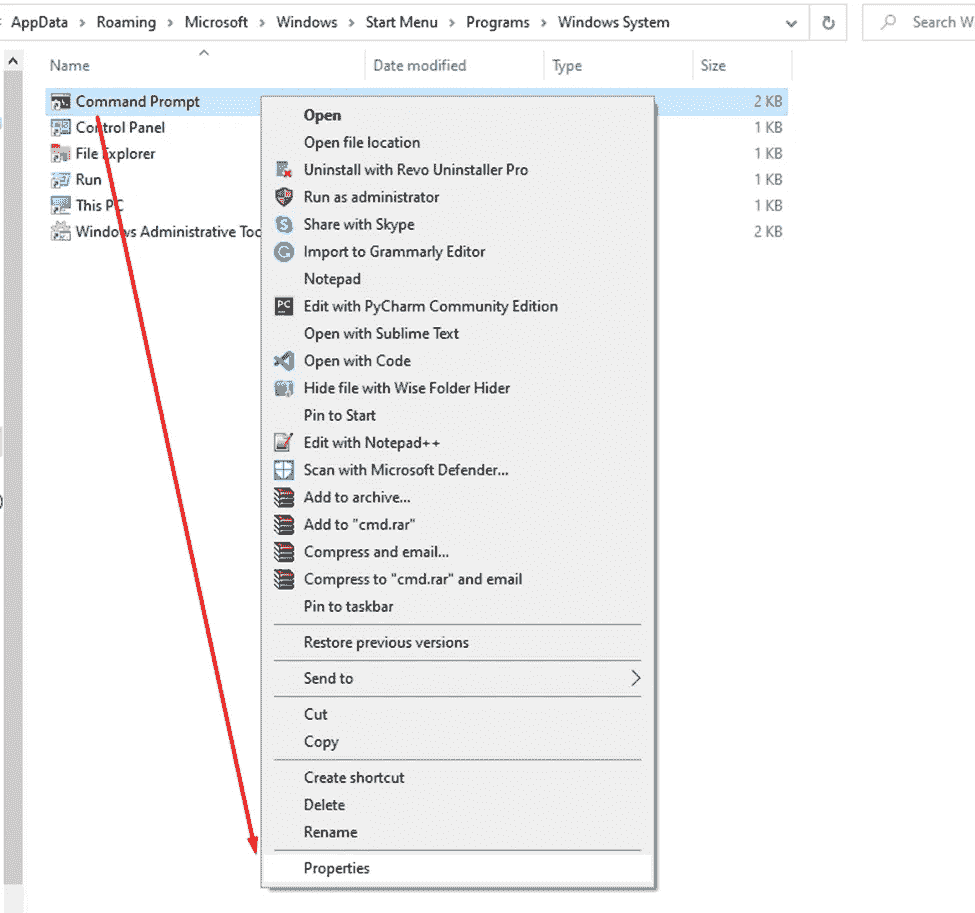 AppData > Roaming > Microsoft > Windows > Start Menu > Programs > Windows System
Search W
Name Date modified Type Size
Command Prompt 2 KB
Control Panel 1 KB
File Explorer 1 KB
Run 1 KB
This PC 1 KB
Windows Administrative Too 2 KB
Open
Open file location
Uninstall with Revo Uninstaller Pro
Run as administrator
Share with Skype
Import to Grammarly Editor
Notepad
PC Edit with PyCharm Community Edition
Open with Sublime Text
Open with Code
Hide file with Wise Folder Hider
Pin to Start
Edit with Notepad++
Scan with Microsoft Defender...
Add to archive...
Add to "cmd.rar"
Compress and email...
Compress to "cmd.rar" and email
Pin to taskbar
Restore previous versions
Send to
Cut
Copy
Create shortcut
Delete
Rename
Properties